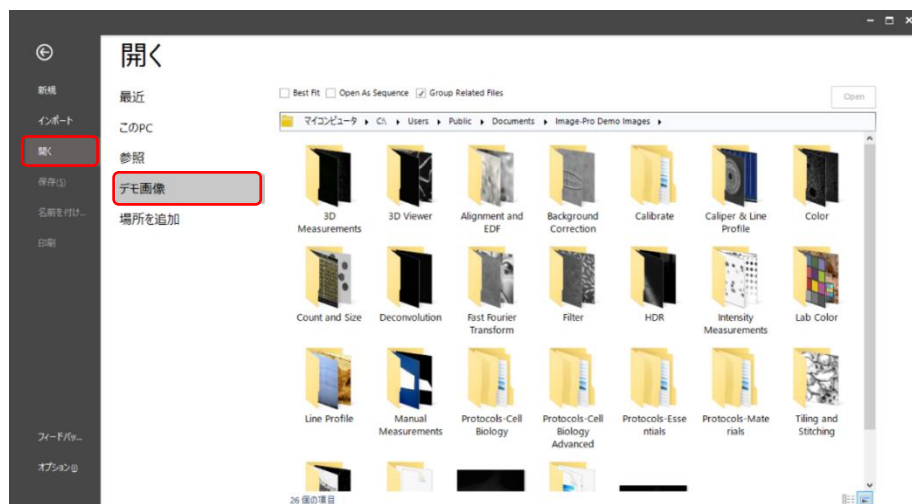 開く
新規
インポート
開く
保存(S)
名前を付け...
印刷
フィードバッ...
オプション
最近
このPC
参照
デモ画像
場所を追加
Best Fit Open As Sequence Group Related Files
Open
マイコンピュータ C:\ Users Public Documents Image-Pro Demo Images
3D Measurements
3D Viewer
Alignment and EDF
Background Correction
Calibrate
Caliper & Line Profile
Color
Count and Size
Deconvolution
Fast Fourier Transform
Filter
HDR
Intensity Measurements
Lab Color
Line Profile
Manual Measurements
Protocols-Cell Biology
Protocols-Cell Biology Advanced
Protocols-Essentials
Protocols-Materials
Tiling and Stitching
26 個の項目